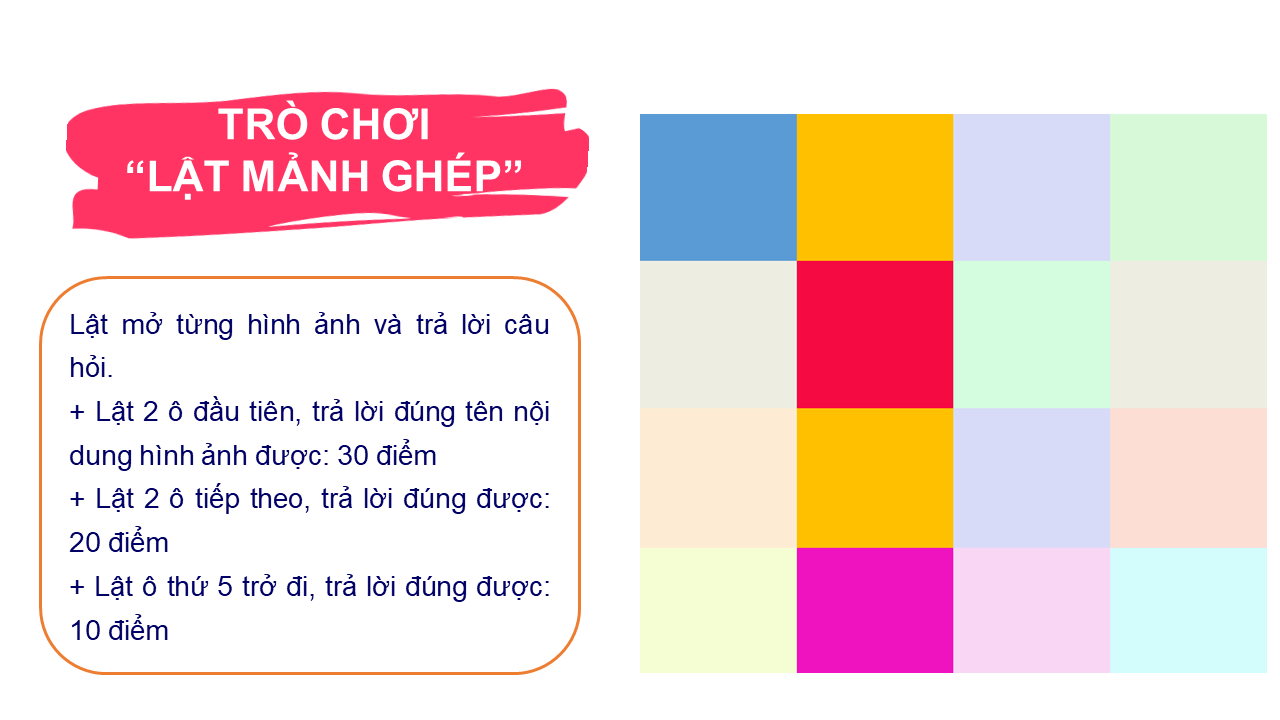 TRÒ CHƠI
“LẬT MẢNH GHÉP”
Lật mở từng hình ảnh và trả lời câu
hỏi.
+ Lật 2 ô đầu tiên, trả lời đúng tên nội
dung hình ảnh được: 30 điểm
+ Lật 2 ô tiếp theo, trả lời đúng được:
20 điểm
+ Lật ô thứ 5 trở đi, trả lời đúng được:
10 điểm